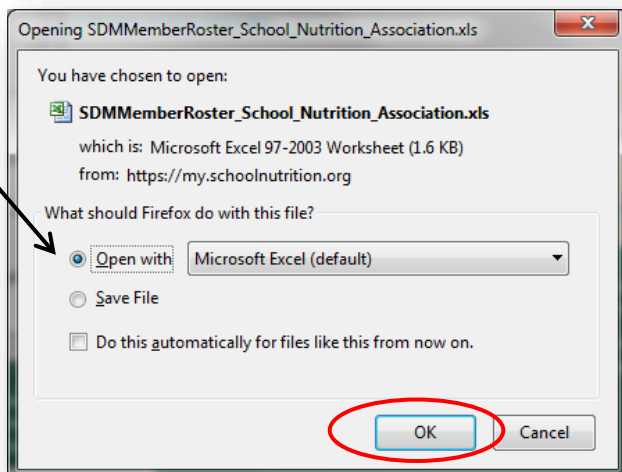 Opening SDMMemberRoster_School_Nutrition_Association.xls
You have chosen to open:
SDMMemberRoster_School_Nutrition_Association.xls
which is: Microsoft Excel 97-2003 Worksheet (1.6 KB)
from: https://my.schoolnutrition.org
What should Firefox do with this file?
Open with Microsoft Excel (default)
Save File
Do this automatically for files like this from now on.
OK Cancel